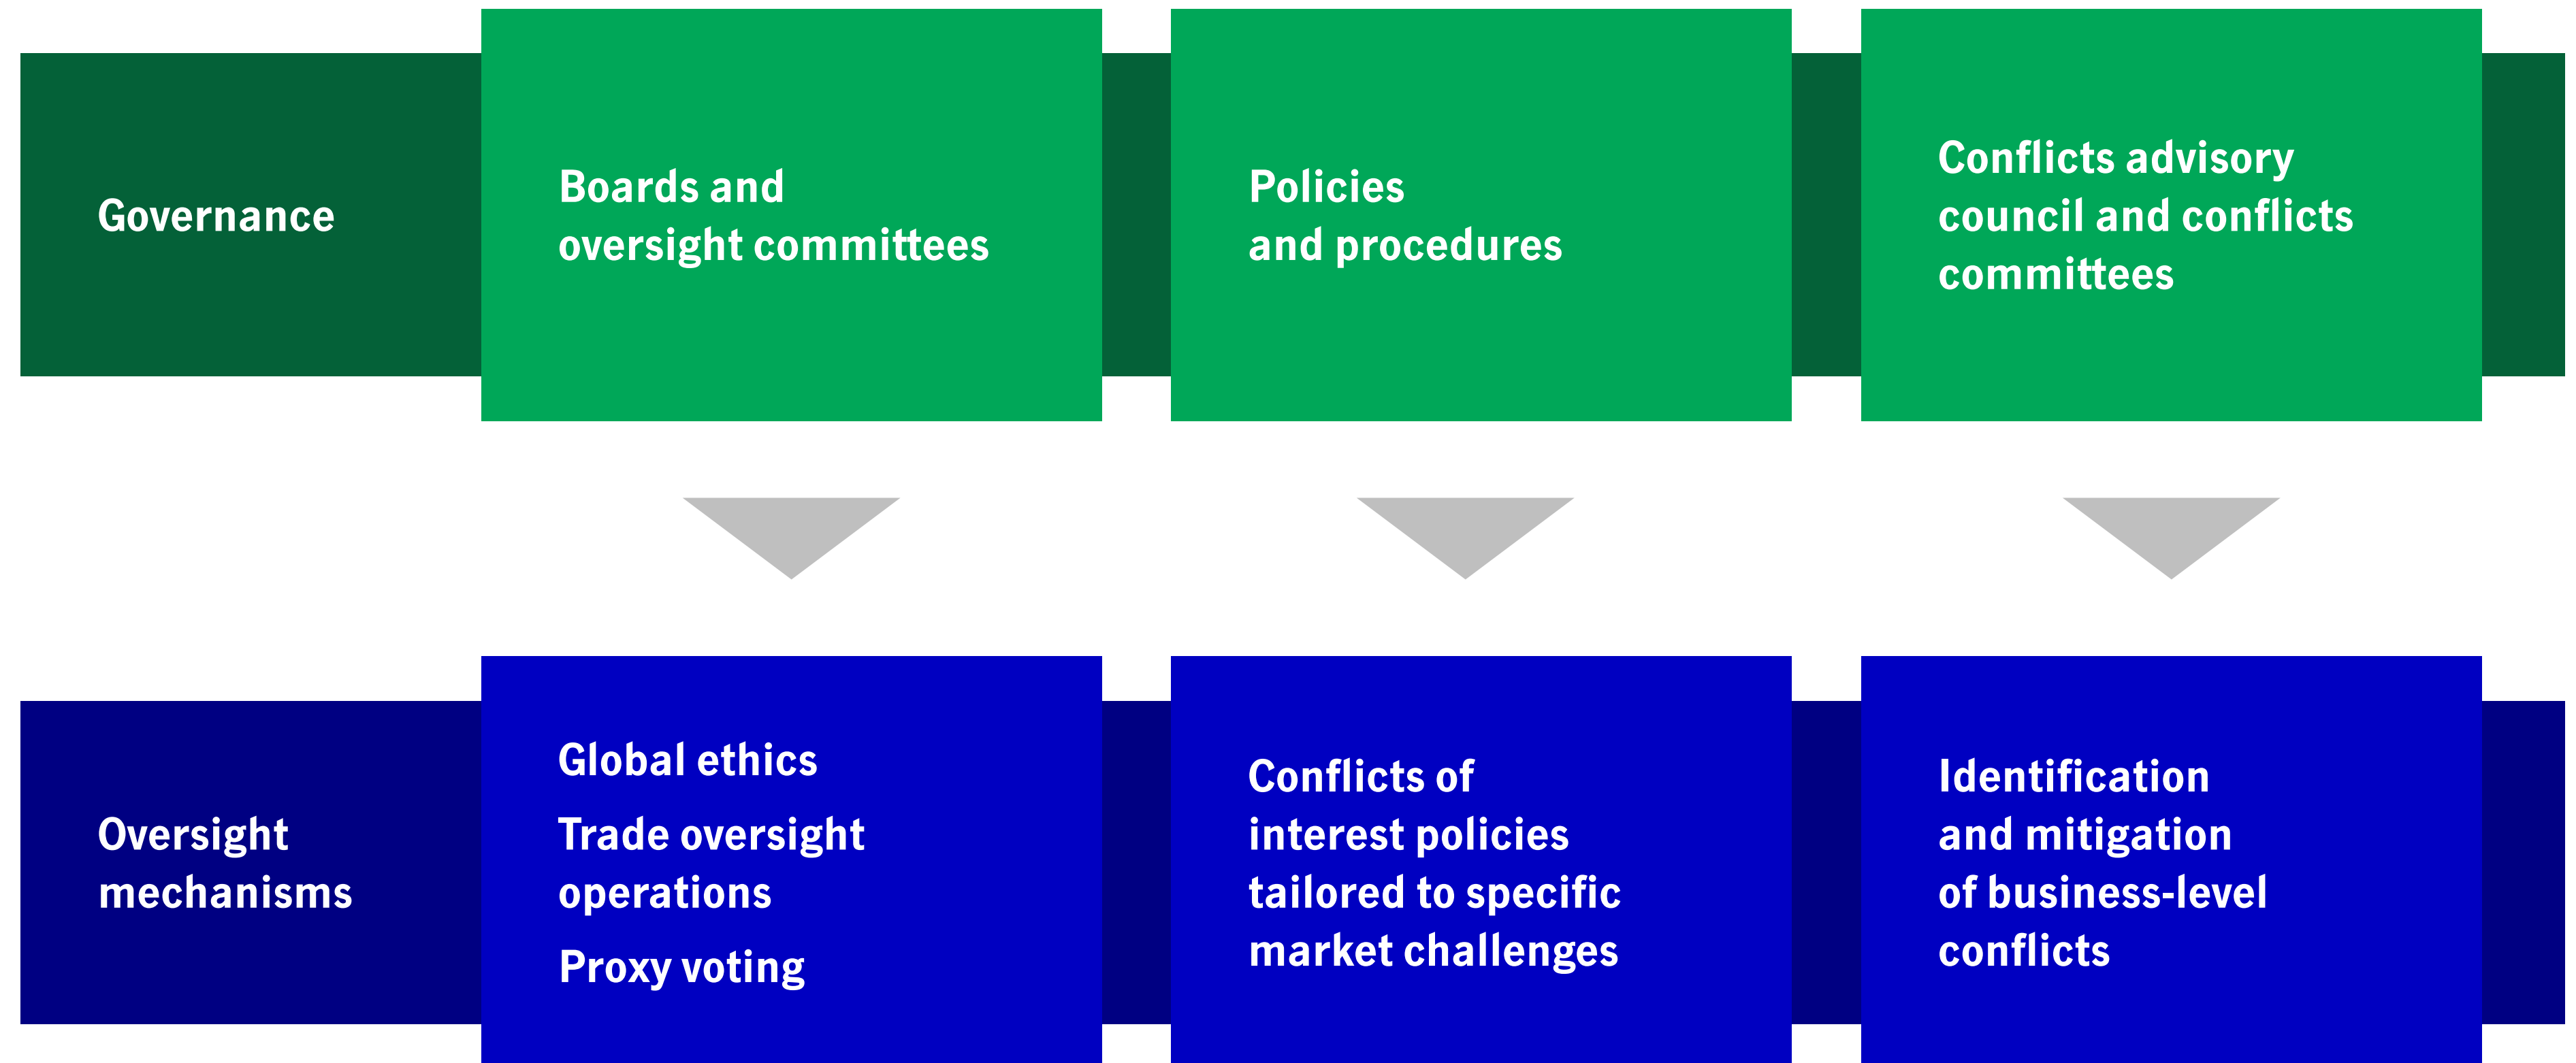 Governance
Boards and
oversight committees
Policies
and procedures
Conflicts advisory
council and conflicts
committees
Oversight
mechanisms
Global ethics
Trade oversight
operations
Proxy voting
Conflicts of
interest policies
tailored to specific
market challenges
Identification
and mitigation
of business-level
conflicts